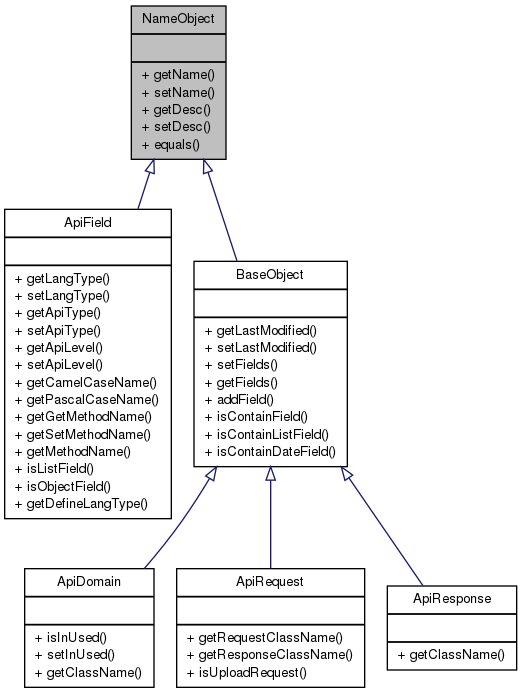 NameObject
+ getName()
+ setName()
+ getDesc()
+ setDesc()
+ equals()
ApiField
+ getLangType()
+ setLangType()
+ getApiType()
+ setApiType()
+ getApiLevel()
+ setApiLevel()
+ getCamelCaseName()
+ getPascalCaseName()
+ getGetMethodName()
+ getSetMethodName()
+ getMethodName()
+ isListField()
+ isObjectField()
+ getDefineLangType()
BaseObject
+ getLastModified()
+ setLastModified()
+ setFields()
+ getFields()
+ addField()
+ isContainField()
+ isContainListField()
+ isContainDateField()
ApiDomain
+ isInUsed()
+ setInUsed()
+ getClassName()
ApiRequest
+ getRequestClassName()
+ getResponseClassName()
+ isUploadRequest()
ApiResponse
+ getClassName()